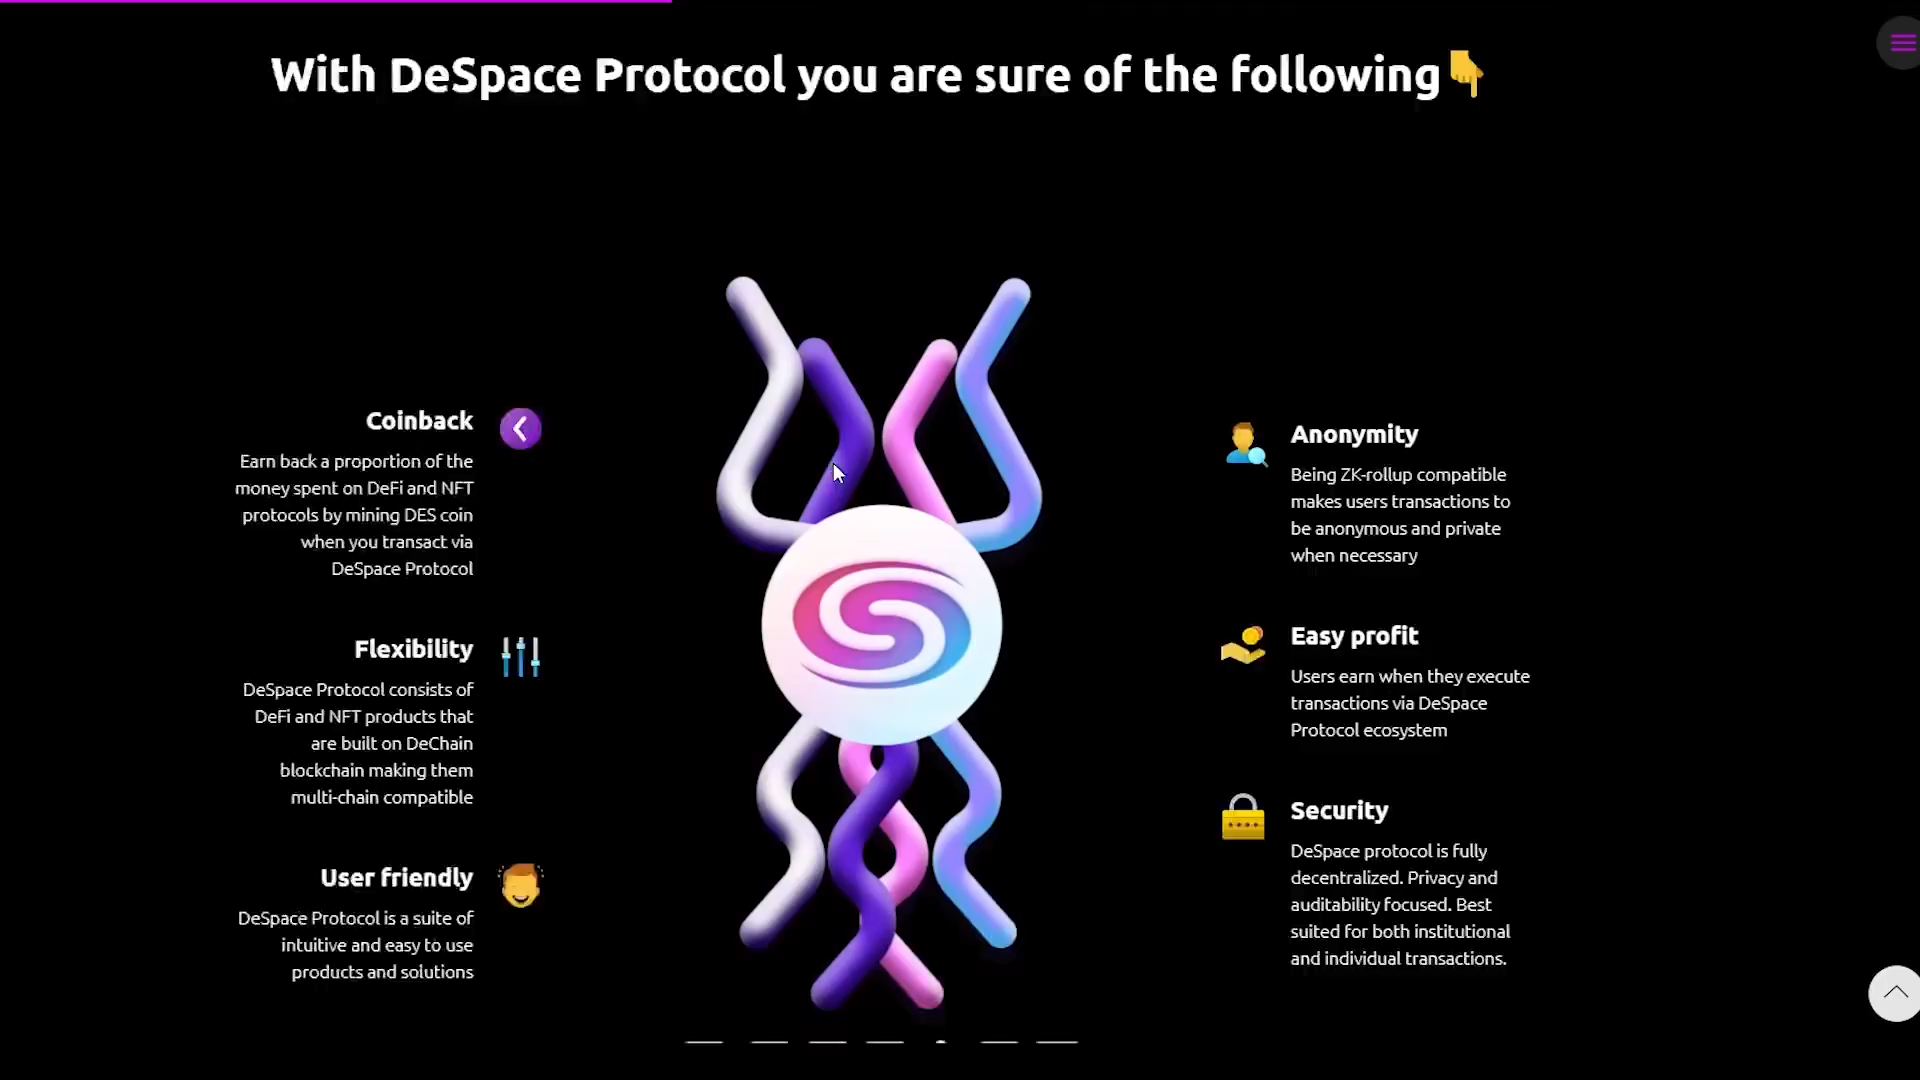 With DeSpace Protocol you are sure of the following👇
Coinback
Earn back a proportion of the
money spent on DeFi and NFT
protocols by mining DES coin
when you transact via
DeSpace Protocol
Flexibility
DeSpace Protocol consists of
DeFi and NFT products that
are built on DeChain
blockchain making them
multi-chain compatible
User friendly
DeSpace Protocol is a suite of
intuitive and easy to use
products and solutions
Anonymity
Being ZK-rollup compatible
makes users transactions to
be anonymous and private
when necessary
Easy profit
Users earn when they execute
transactions via DeSpace
Protocol ecosystem
Security
DeSpace protocol is fully
decentralized. Privacy and
auditability focused. Best
suited for both institutional
and individual transactions.